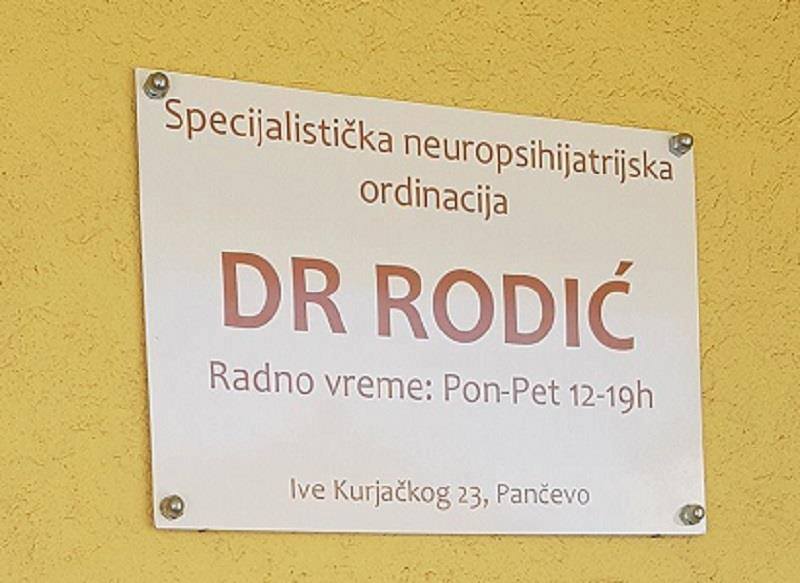 Specijalistička neuropsihijatrijska
ordinacija
DR RODIĆ
Radno vreme: Pon-Pet 12-19h
Ive Kurjačkog 23, Pančevo